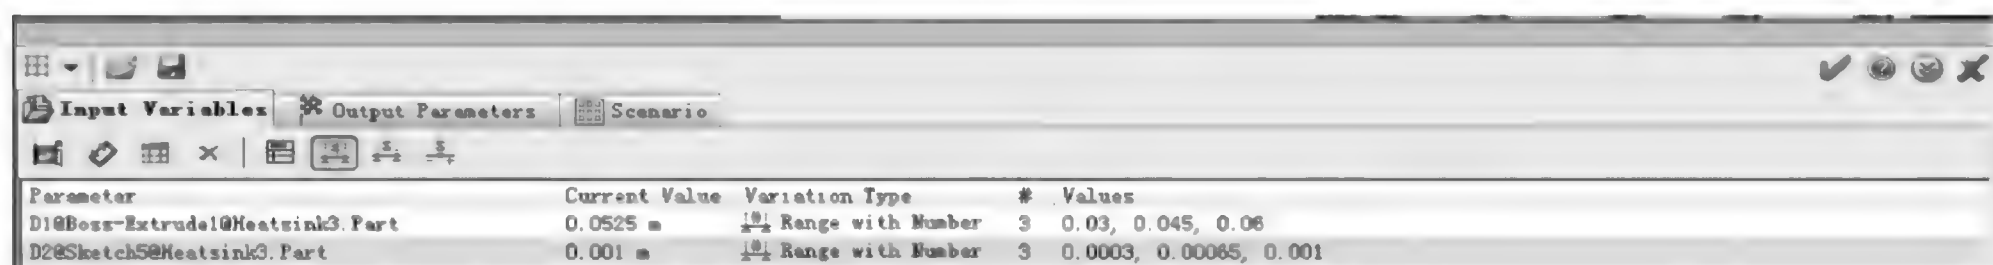 Input Variables Output Parameters Scenario
Parameter Current Value Variation Type # Values
D1@Boss-Extrude1@Heatsink3.Part 0.0525 m Range with Number 3 0.03, 0.045, 0.06
D2@Sketch5@Heatsink3.Part 0.001 m Range with Number 3 0.0003, 0.00065, 0.001